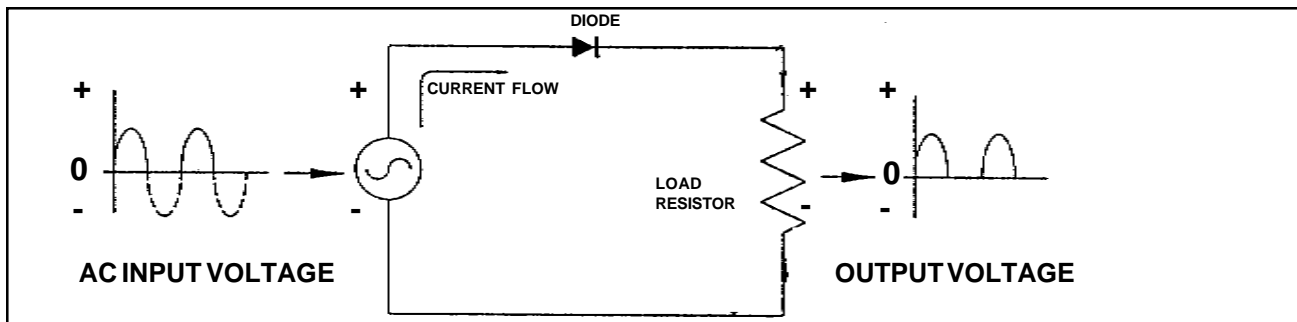 DIODE
CURRENT FLOW
+
+
+
+
0
0
-
-
-
-
LOAD
RESISTOR
AC INPUT VOLTAGE
OUTPUT VOLTAGE